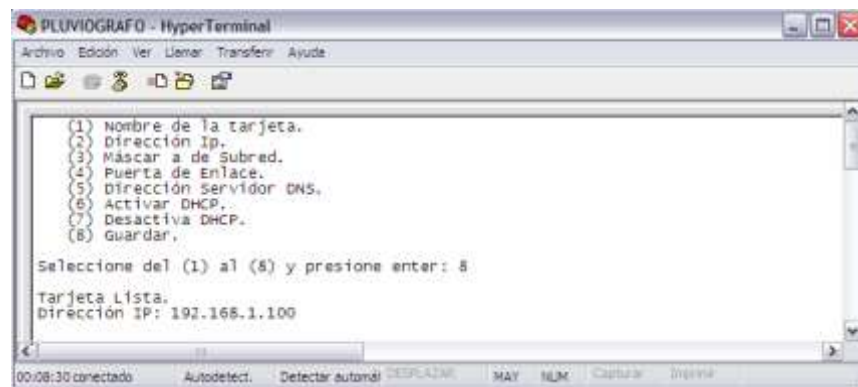 PLUVIOGRAFO - HyperTerminal
Archivo Edición Ver Llamar Transferir Ayuda
(1) Nombre de la tarjeta.
(2) Dirección Ip.
(3) Máscar a de Subred.
(4) Puerta de Enlace.
(5) Dirección Servidor DNS.
(6) Activar DHCP.
(7) Desactiva DHCP.
(8) Guardar.
Seleccione del (1) al (8) y presione enter: 8
Tarjeta Lista.
Dirección IP: 192.168.1.100
00:08:30 conectado Autodetect. Detectar automát DESPLAZAR MAY NUM Capturar Imprimir